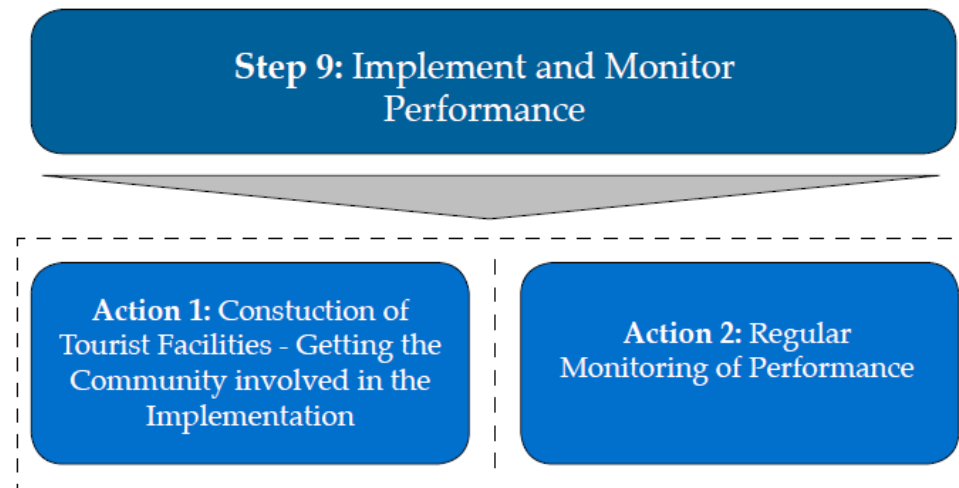 Step 9: Implement and Monitor
Performance
Action 1: Constuction of
Tourist Facilities - Getting the
Community involved in the
Implementation
Action 2: Regular
Monitoring of Performance